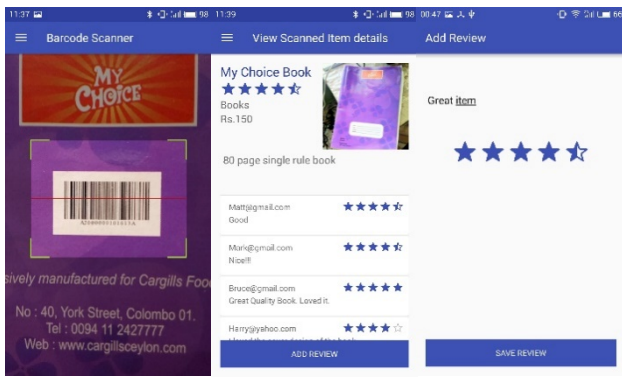 11:37
98
Barcode Scanner
MY
CHOICE
sively manufactured for Cargills Foo
No : 40, York Street, Colombo 01.
Tel : 0094 11 2427777
Web : www.cargillsceylon.com
11:39
98
View Scanned Item details
My Choice Book
Books
Rs.150
80 page single rule book
Matt@gmail.com
Good
Mark@gmail.com
Nice!!!
Bruce@gmail.com
Great Quality Book. Loved it.
Harry@yahoo.com
ADD REVIEW
00:47
66
Add Review
Great item
SAVE REVIEW